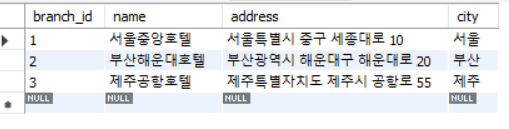 branch_id name address city
1 서울중앙호텔 서울특별시 중구 세종대로 10 서울
2 부산해운대호텔 부산광역시 해운대구 해운대로 20 부산
3 제주공항호텔 제주특별자치도 제주시 공항로 55 제주
NULL NULL NULL NULL